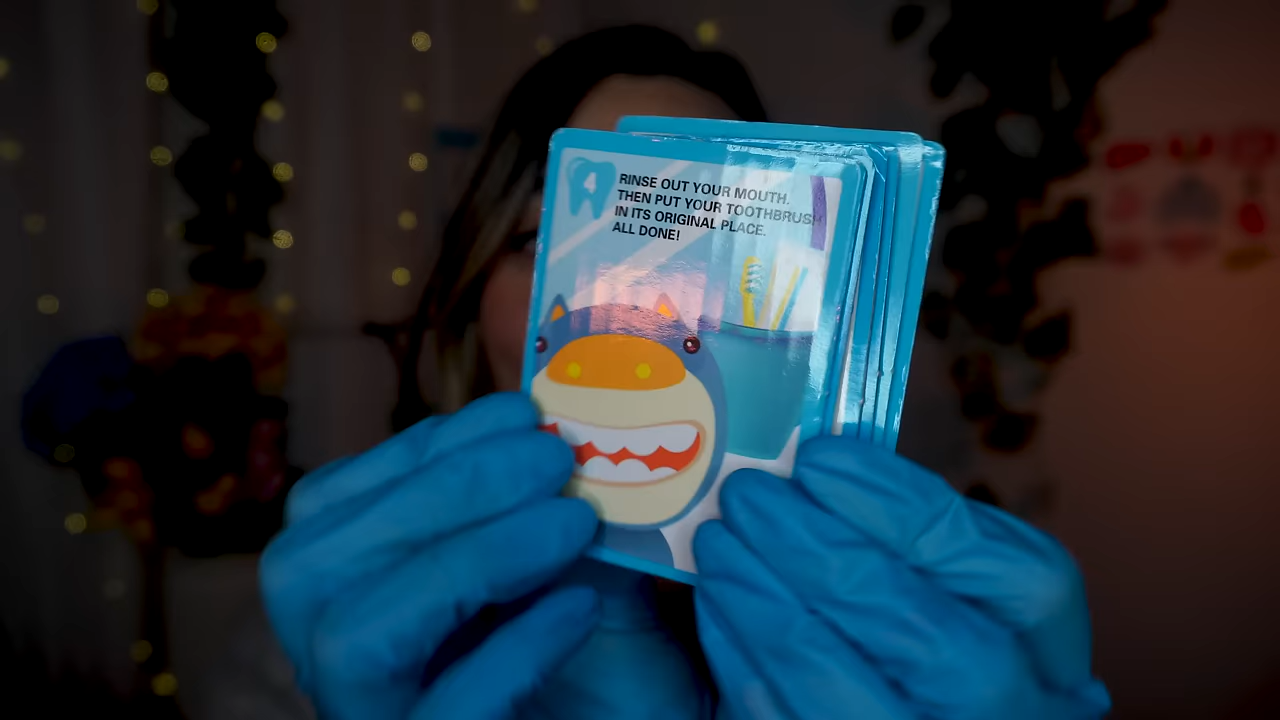 4
RINSE OUT YOUR MOUTH.
THEN PUT YOUR TOOTHBRUSH
IN ITS ORIGINAL PLACE.
ALL DONE!